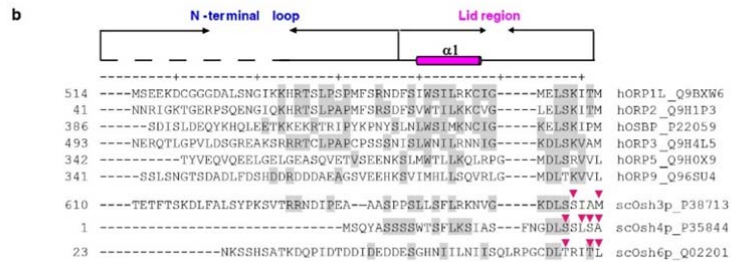 b
N -terminal loop Lid region
α1
514 ----MSEEKDCGGGDALSNGIKKHRTSLPSPMFSRNDFSIWSILRKCIG----MELSKITM hORP1L_Q9BXW6
41 ----NNRIGKTGERPSQENGIQKHRTSLPAPMFSRSDFSVWTILKKCVG----LELSKITM hORP2_Q9H1P3
386 ------SDISLDEQYKHQLEETKKEKRTRIPYKPNYSLNLWSIMKNCIG----KELSKIPM hOSBP_P22059
493 ----NERQTLGPVLDSGREAKSRRRTCLPAPCPSSSNISLWNILRNNIG----KDLSKVAM hORP3_Q9H4L5
342 ----------TYVEQVQEELGELGEASQVETVSEENKSLMWTLLKQLRPG----MDLSRVVL hORP5_Q9H0X9
341 ----SSLSNGTSDADLFDSHDDRDDDAEAGSVEEHKSVIMHLLSQVRLG----MDLTKVVL hORP9_Q96SU4
610 ----TETFTSKDLFALSYPKSVTRRNDIPEA--AASPPSLLSFLRKNVG----KDLSSIAM scOsh3p_P38713
1 ------------------------------MSQYASSSSWTSFLKSIAS---FNGDLSSLSA scOsh4p_P35844
23 ---------------NKSSHSATKDQPIDTDDIDEDDESGHNIILNIISQLRPGCDLTRITL scOsh6p_Q02201